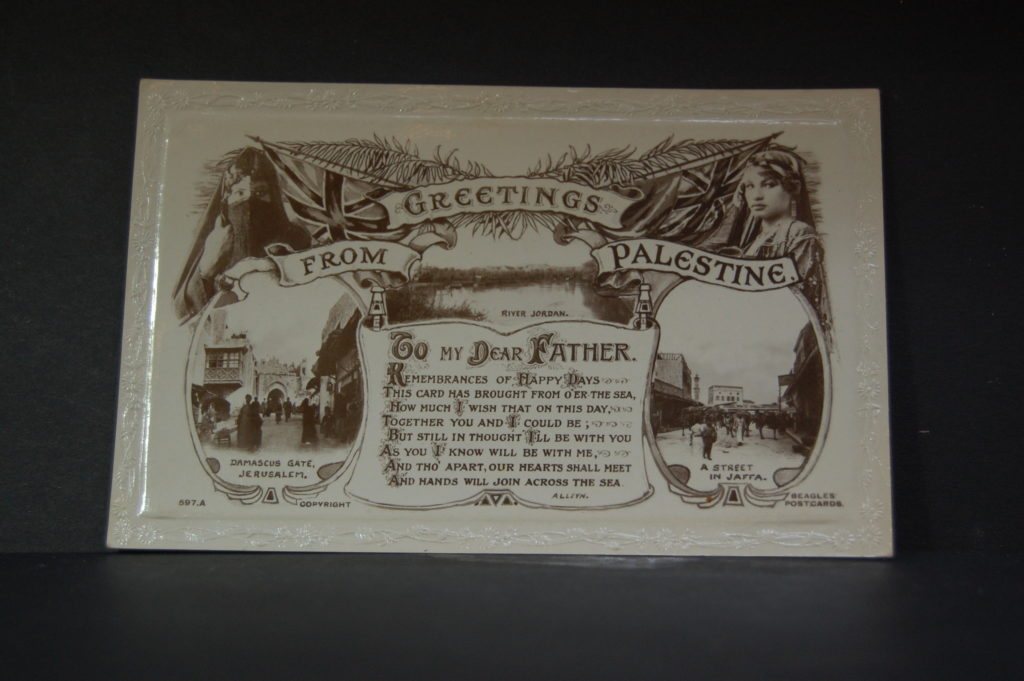 GREETINGS
FROM
PALESTINE.
RIVER JORDAN.
TO MY DEAR FATHER.
REMEMBRANCES OF HAPPY DAYS
THIS CARD HAS BROUGHT FROM O'ER THE SEA,
HOW MUCH I WISH THAT ON THIS DAY,
TOGETHER YOU AND I COULD BE;
BUT STILL IN THOUGHT I'LL BE WITH YOU
AS YOU I KNOW WILL BE WITH ME,
AND THO' APART, OUR HEARTS SHALL MEET
AND HANDS WILL JOIN ACROSS THE SEA.
ALLYN.
DAMASCUS GATE,
JERUSALEM.
A STREET
IN JAFFA.
597.A
COPYRIGHT
BEAGLES'
POSTCARDS.